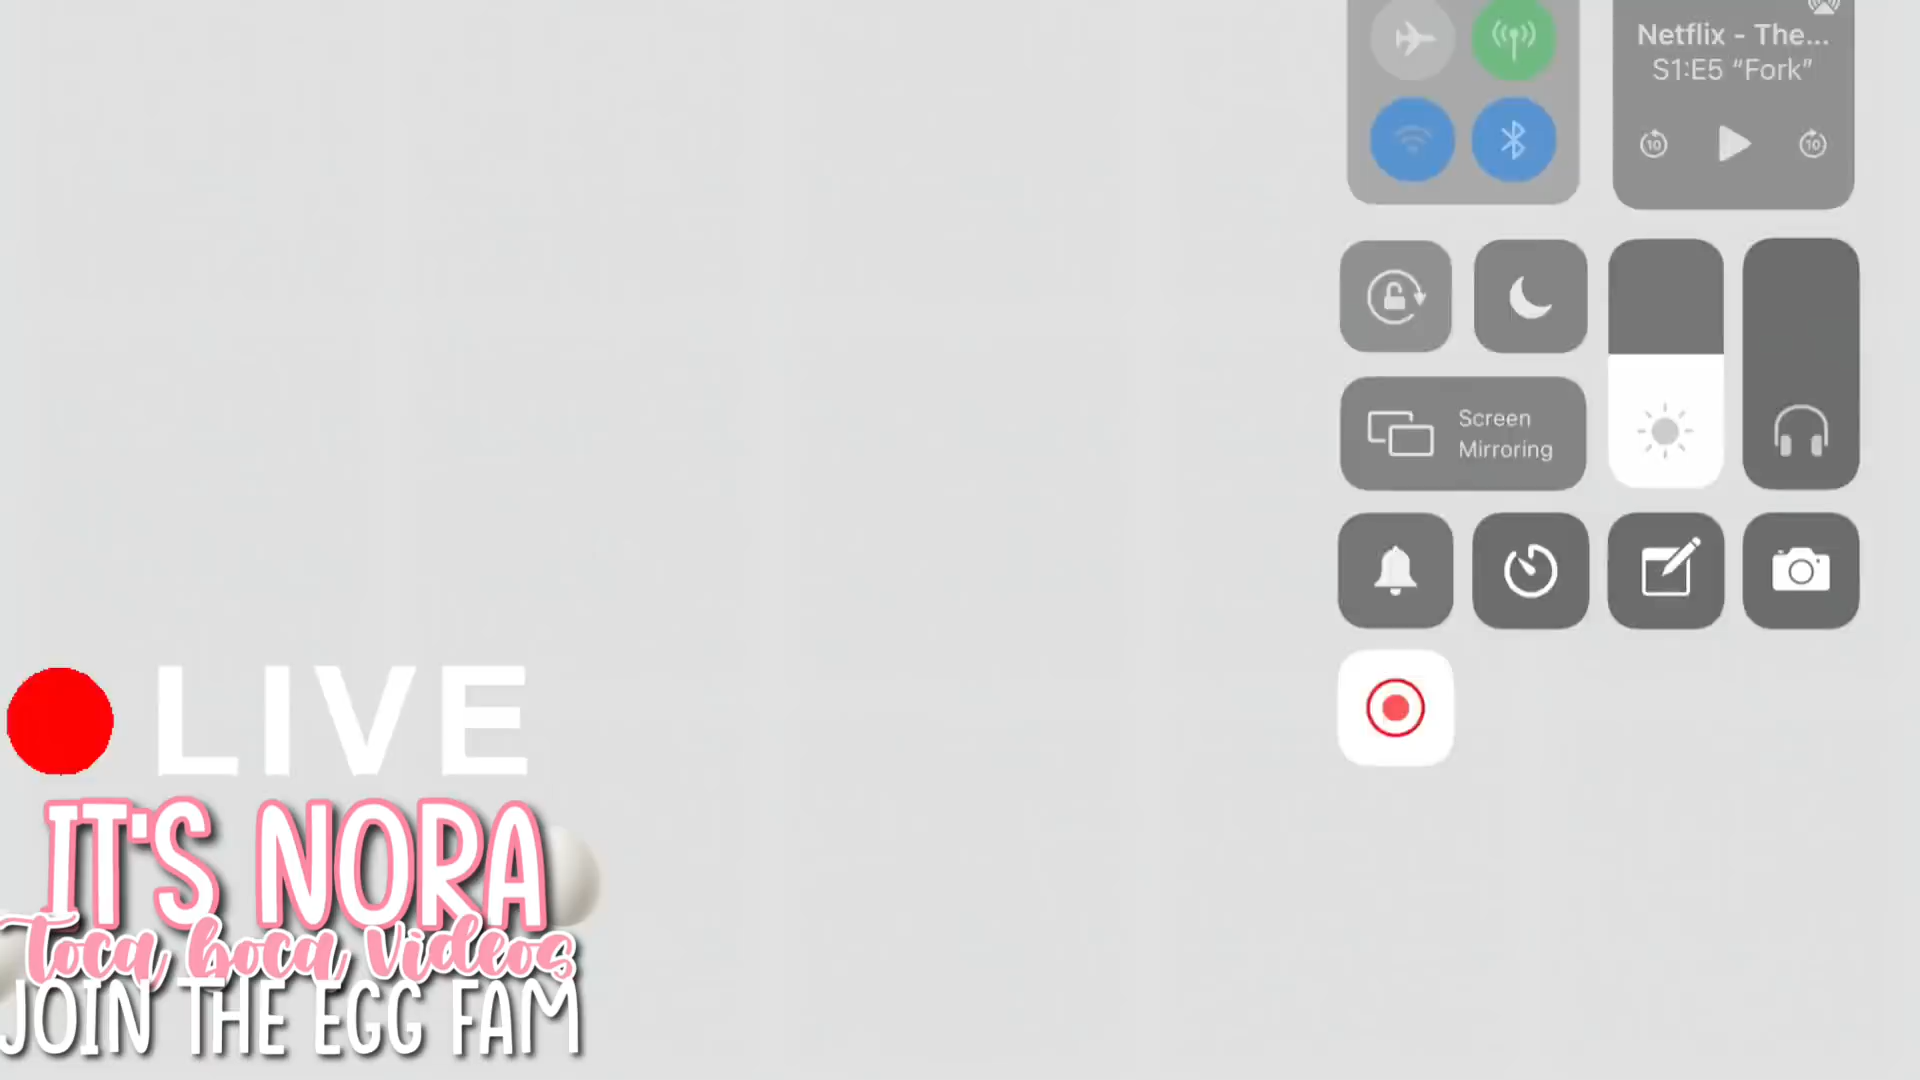 Netflix - The...
S1:E5 “Fork”
10
10
Screen
Mirroring
LIVE
IT'S NORA
Toca boca videos
JOIN THE EGG FAM